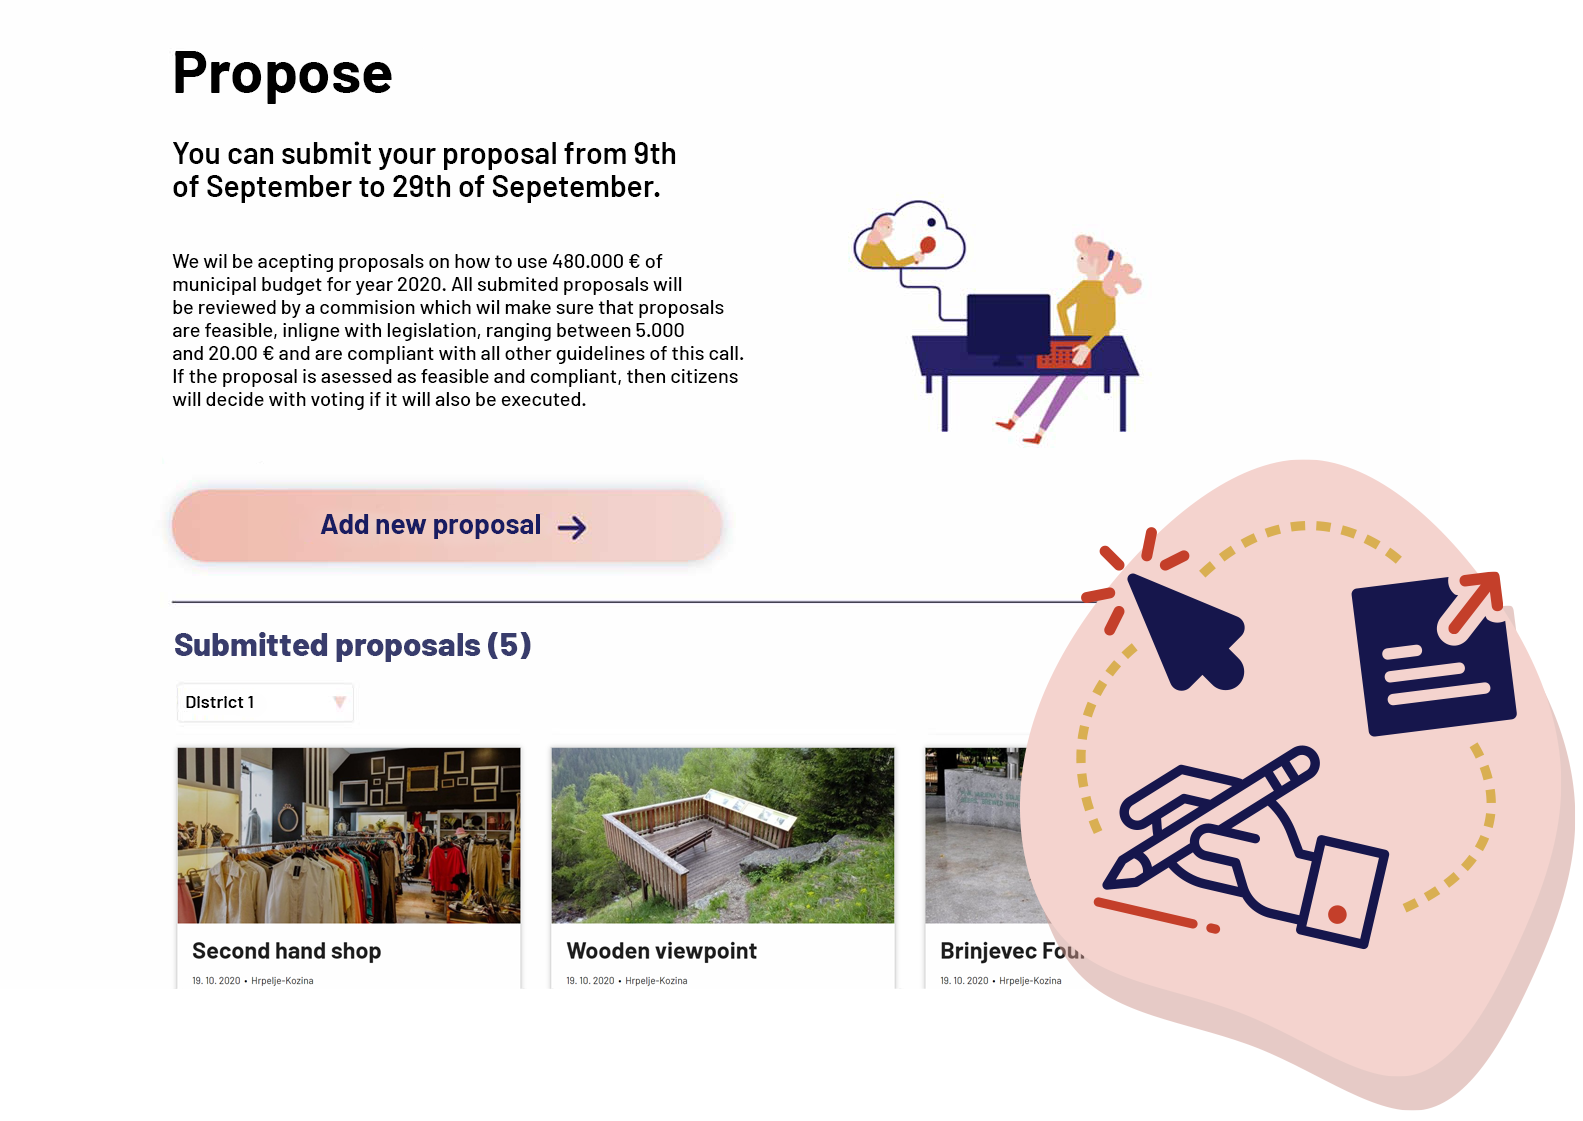 Propose
You can submit your proposal from 9th
of September to 29th of Sepetember.
We wil be acepting proposals on how to use 480.000 € of
municipal budget for year 2020. All submited proposals will
be reviewed by a commision which wil make sure that proposals
are feasible, inligne with legislation, ranging between 5.000
and 20.00 € and are compliant with all other guidelines of this call.
If the proposal is asessed as feasible and compliant, then citizens
will decide with voting if it will also be executed.
Add new proposal
Submitted proposals (5)
District 1
Second hand shop
19. 10. 2020 • Hrpelje-Kozina
Wooden viewpoint
19. 10. 2020 • Hrpelje-Kozina
Brinjevec
19. 10. 2020 • Hrpelje-Kozina